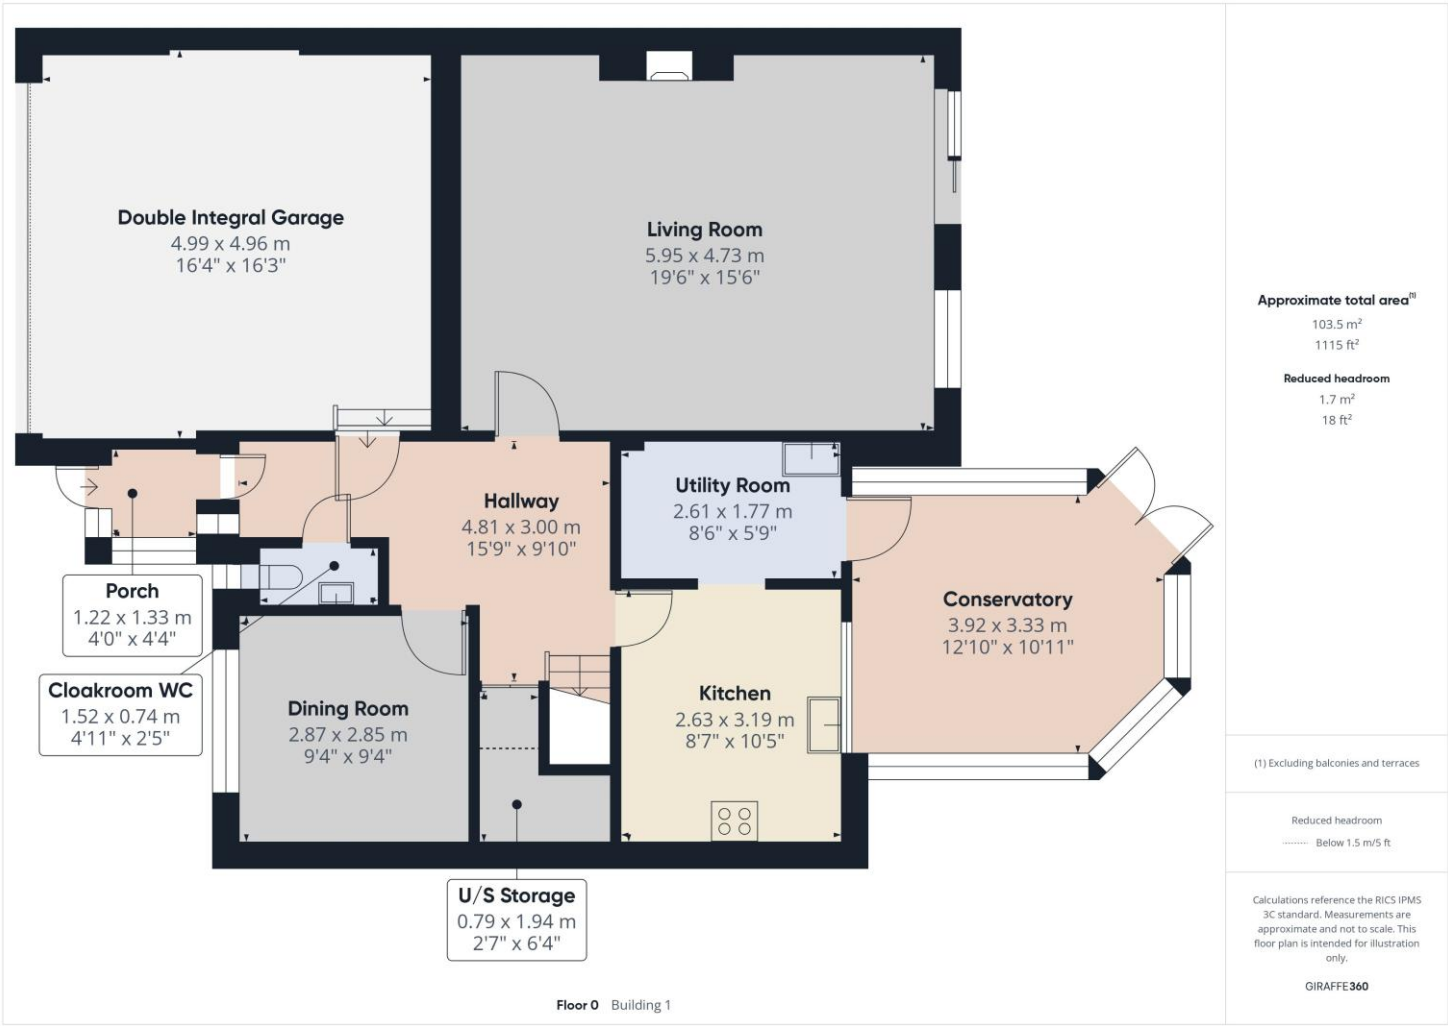 Double Integral Garage
4.99 x 4.96 m
16'4" x 16'3"
Living Room
5.95 x 4.73 m
19'6" x 15'6"
Hallway
4.81 x 3.00 m
15'9" x 9'10"
Utility Room
2.61 x 1.77 m
8'6" x 5'9"
Porch
1.22 x 1.33 m
4'0" x 4'4"
Conservatory
3.92 x 3.33 m
12'10" x 10'11"
Cloakroom WC
1.52 x 0.74 m
4'11" x 2'5"
Dining Room
2.87 x 2.85 m
9'4" x 9'4"
Kitchen
2.63 x 3.19 m
8'7" x 10'5"
U/S Storage
0.79 x 1.94 m
2'7" x 6'4"
Floor 0 Building 1
Approximate total area(1)
103.5 m²
1115 ft²
Reduced headroom
1.7 m²
18 ft²
(1) Excluding balconies and terraces
Reduced headroom
Below 1.5 m/5 ft
Calculations reference the RICS IPMS
3C standard. Measurements are
approximate and not to scale. This
floor plan is intended for illustration
only.
GIRAFFE360